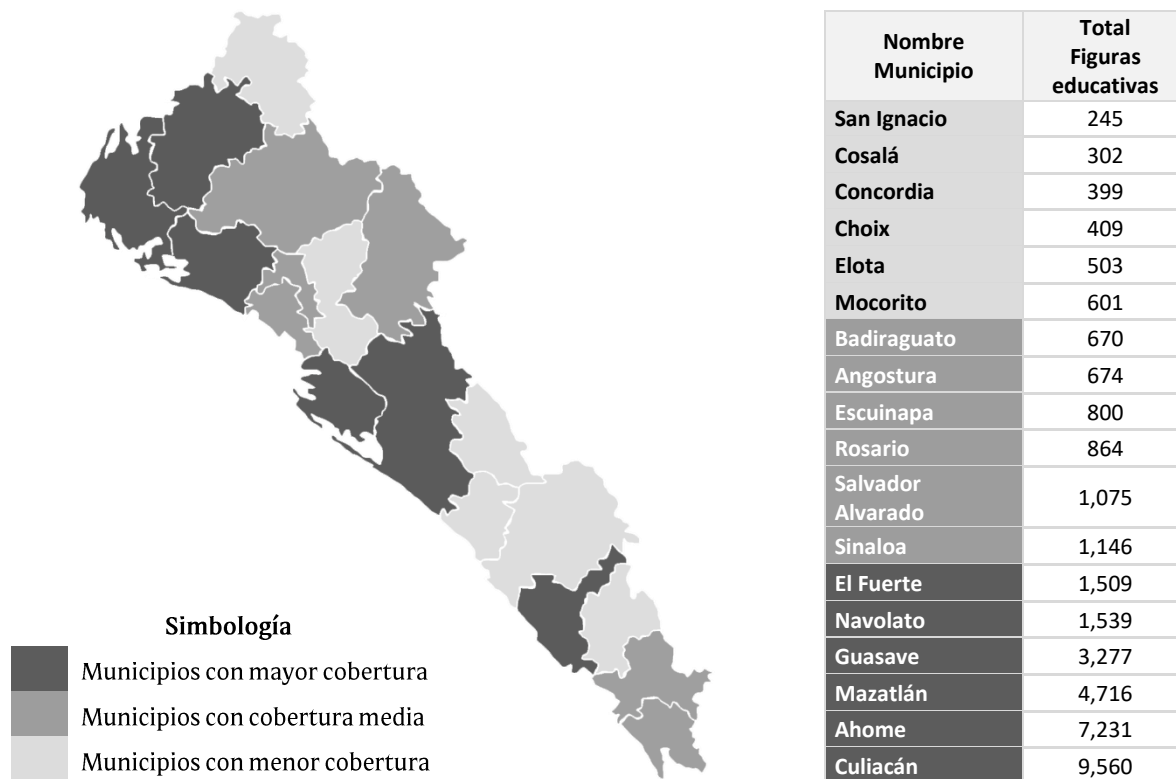 Simbología
Municipios con mayor cobertura
Municipios con cobertura media
Municipios con menor cobertura
Nombre Total
Municipio Figuras
educativas
San Ignacio 245
Cosalá 302
Concordia 399
Choix 409
Elota 503
Mocorito 601
Badiraguato 670
Angostura 674
Escuinapa 800
Rosario 864
Salvador
Alvarado 1,075
Sinaloa 1,146
El Fuerte 1,509
Navolato 1,539
Guasave 3,277
Mazatlán 4,716
Ahome 7,231
Culiacán 9,560